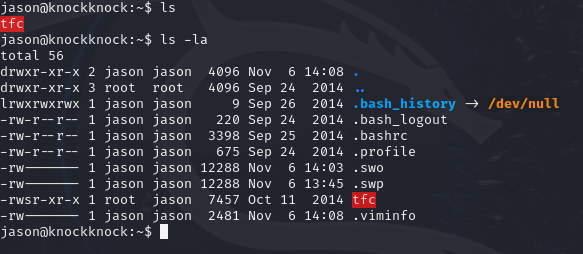 jason@knockknock:~$ ls
tfc
jason@knockknock:~$ ls -la
total 56
drwxr-xr-x 2 jason jason  4096 Nov  6 14:08 .
drwxr-xr-x 3 root  root   4096 Sep 24  2014 ..
lrwxrwxrwx 1 jason jason     9 Sep 26  2014 .bash_history -> /dev/null
-rw-r--r-- 1 jason jason   220 Sep 24  2014 .bash_logout
-rw-r--r-- 1 jason jason  3398 Sep 25  2014 .bashrc
-rw-r--r-- 1 jason jason   675 Sep 24  2014 .profile
-rw------- 1 jason jason 12288 Nov  6 14:03 .swo
-rw------- 1 jason jason 12288 Nov  6 13:45 .swp
-rwsr-xr-x 1 root  jason  7457 Oct 11  2014 tfc
-rw------- 1 jason jason  2481 Nov  6 14:08 .viminfo
jason@knockknock:~$